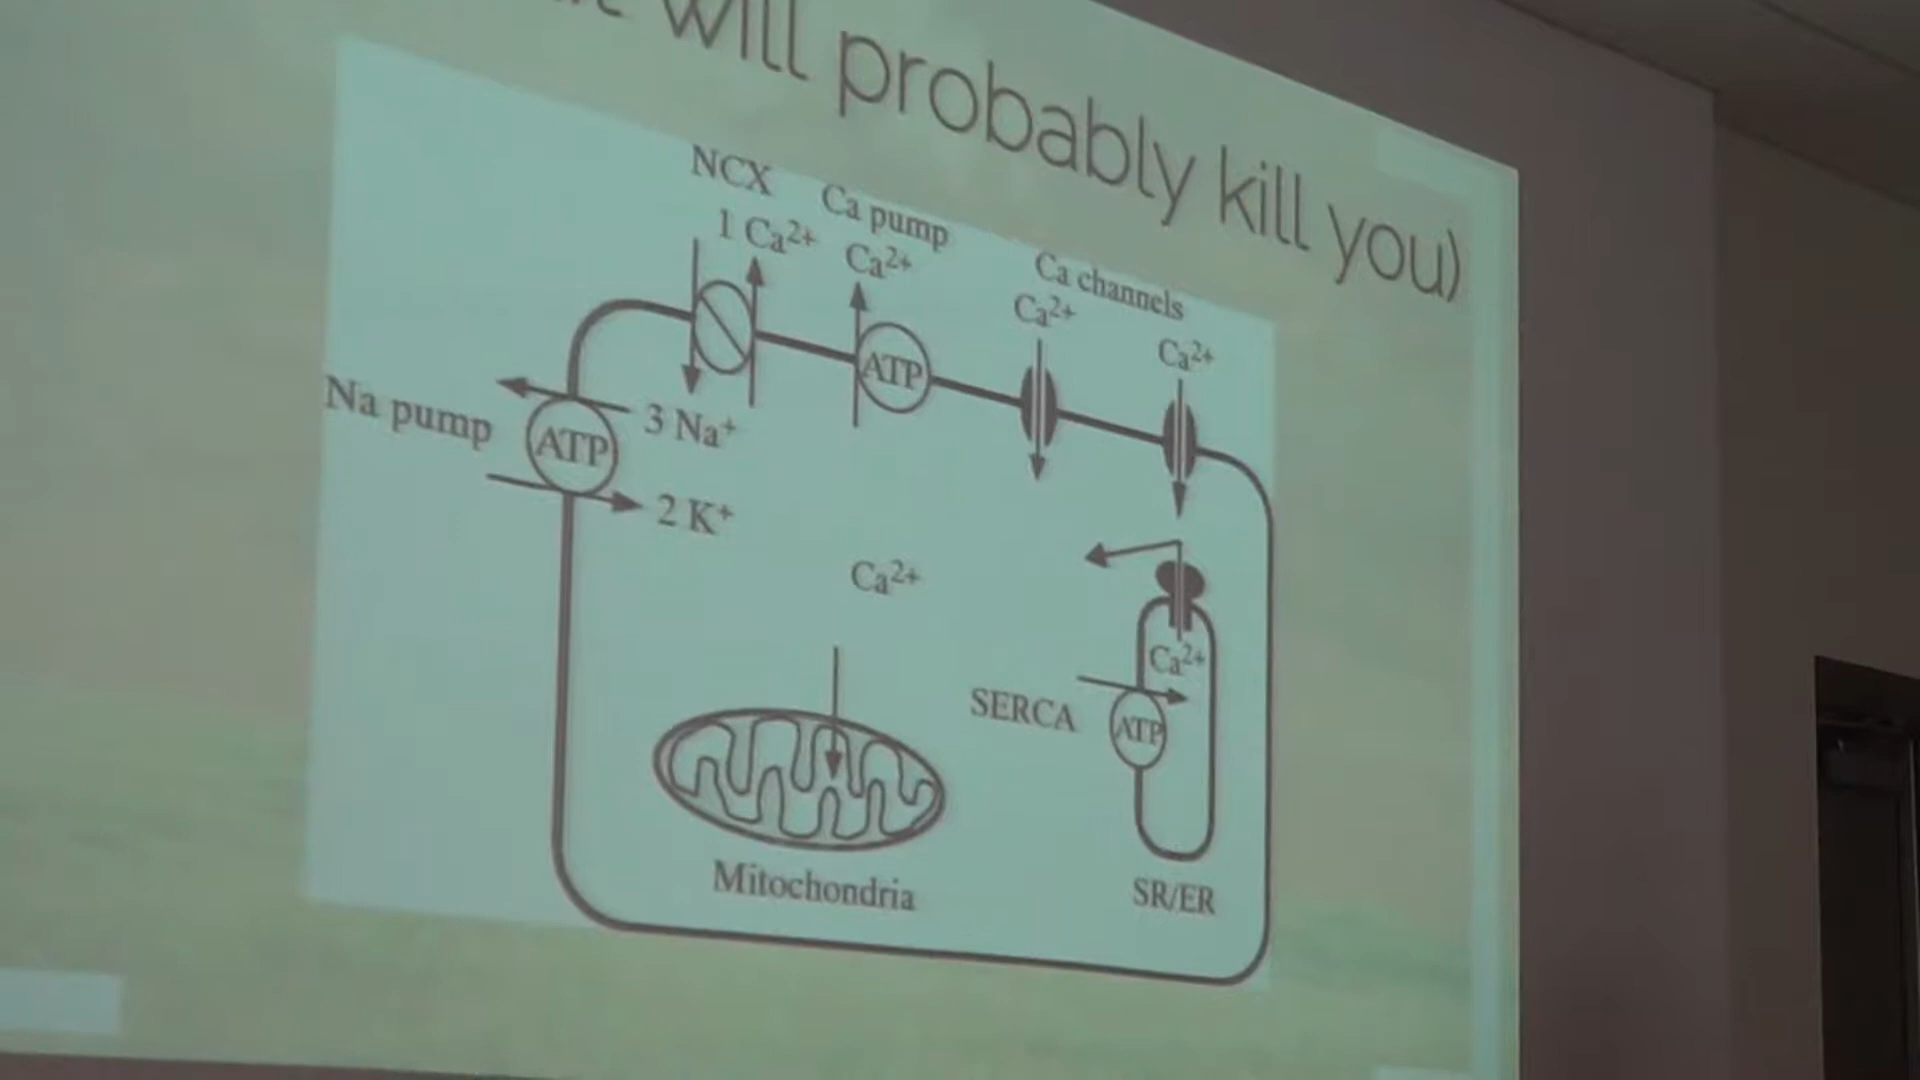 will probably kill you)
NCX
1 Ca²⁺
Ca pump
Ca²⁺
Ca channels
Ca²⁺
Ca²⁺
Na pump
ATP
3 Na⁺
2 K⁺
ATP
Ca²⁺
Ca²⁺
SERCA
ATP
Mitochondria
SR/ER